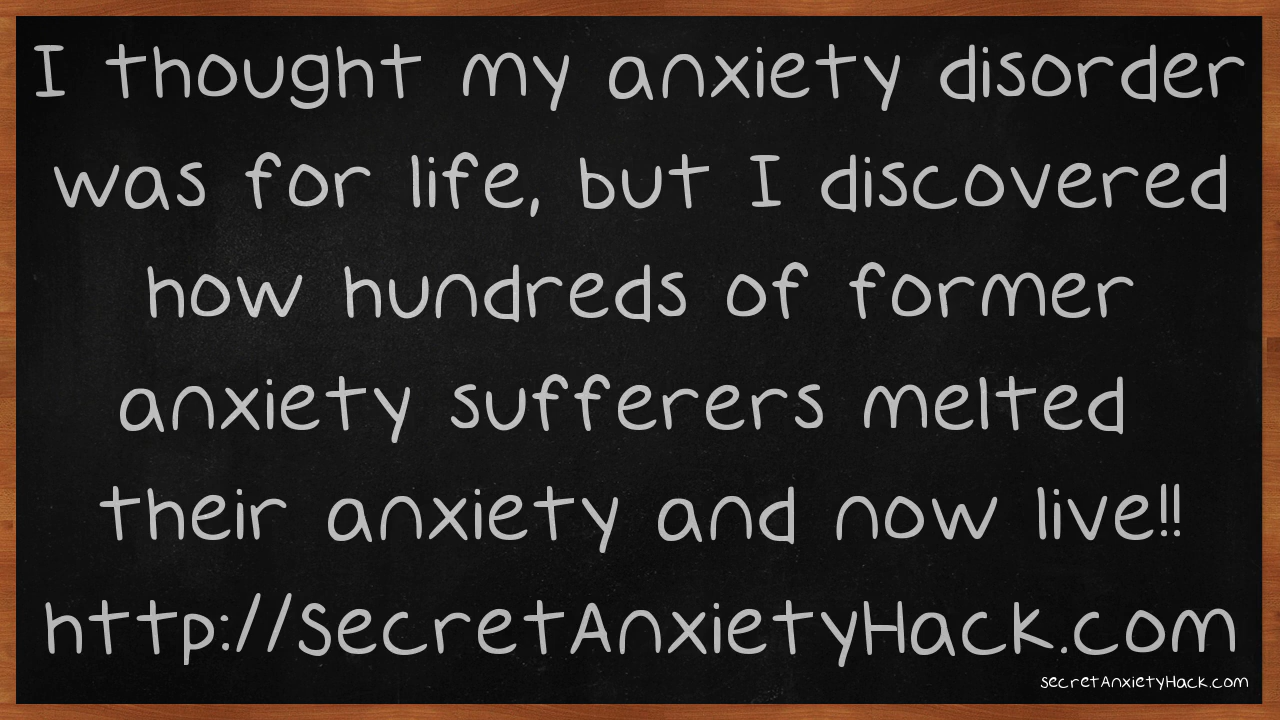 I thought my anxiety disorder
was for life, but I discovered
how hundreds of former
anxiety sufferers melted
their anxiety and now live!!
http://SecretAnxietyHack.com
secretAnxietyHack.com